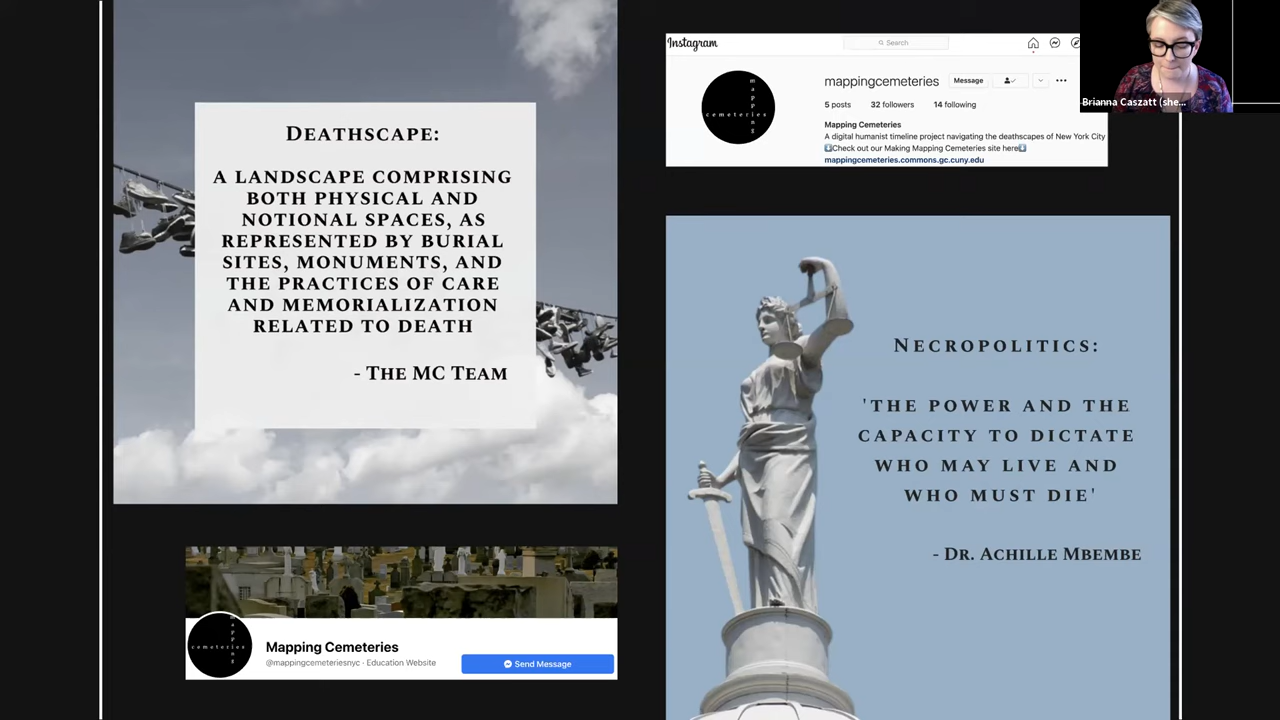 Deathscape:
a landscape comprising
both physical and
notional spaces, as
represented by burial
sites, monuments, and
the practices of care
and memorialization
related to death
- The MC Team
Instagram
Search
mappingcemeteries
Message
5 posts 32 followers 14 following
Mapping Cemeteries
A digital humanist timeline project navigating the deathscapes of New York City
⬇️Check out our Making Mapping Cemeteries site here⬇️
mappingcemeteries.commons.gc.cuny.edu
mapping
cemeteries
Brianna Caszatt (she...
Necropolitics:
'the power and the
capacity to dictate
who may live and
who must die'
- Dr. Achille Mbembe
mapping
cemeteries
Mapping Cemeteries
@mappingcemeteriesnyc · Education Website
Send Message